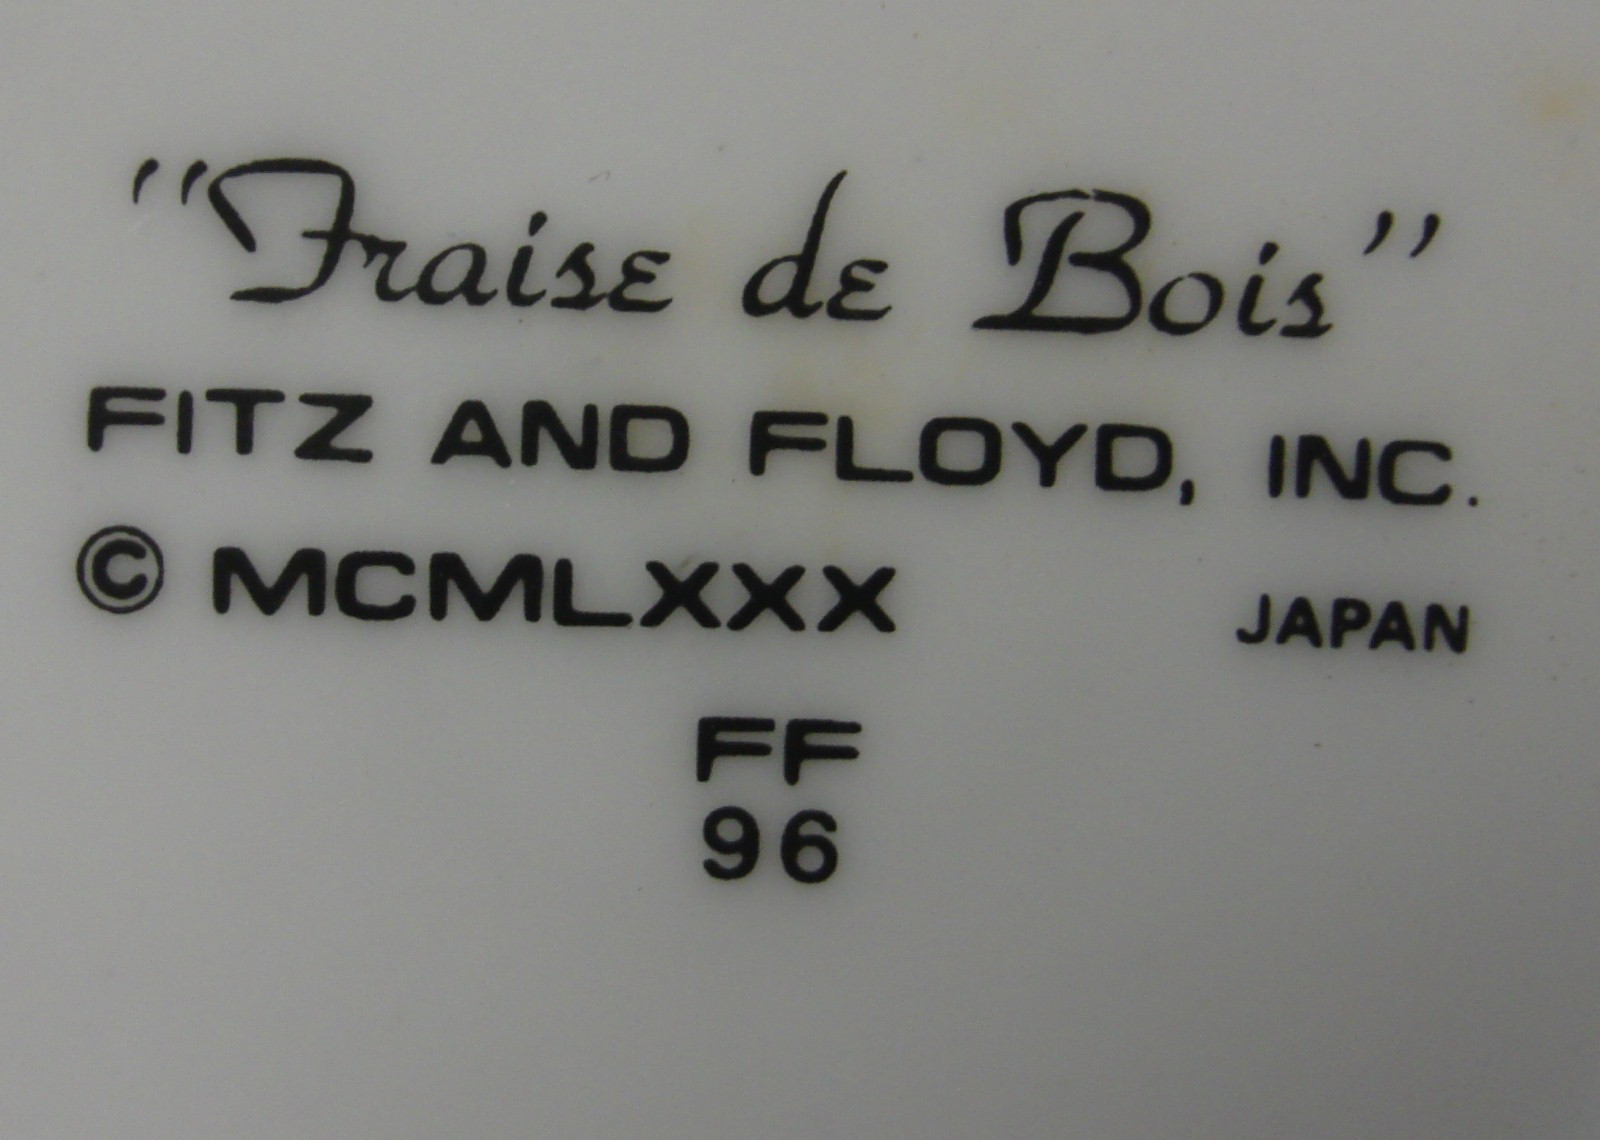 "Fraise de Bois"
FITZ AND FLOYD, INC.
© MCMLXXX JAPAN
FF
96